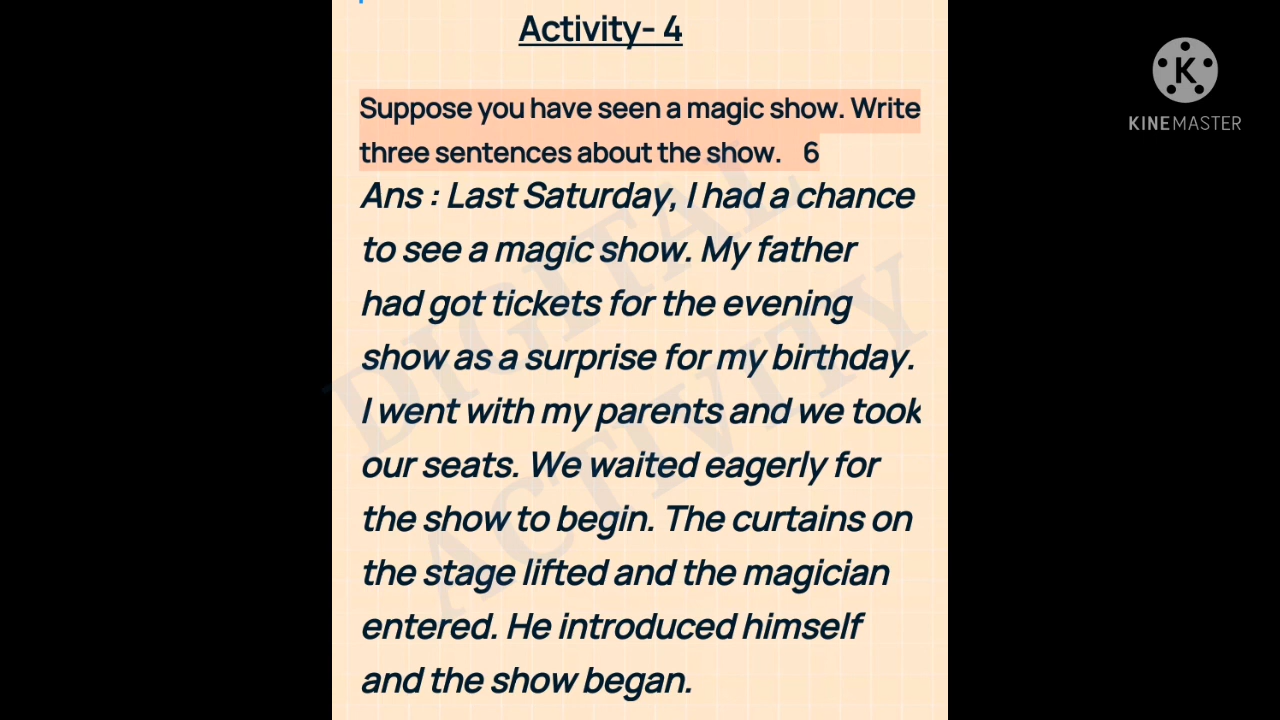 Activity- 4
Suppose you have seen a magic show. Write
three sentences about the show. 6
Ans : Last Saturday, I had a chance
to see a magic show. My father
had got tickets for the evening
show as a surprise for my birthday.
I went with my parents and we took
our seats. We waited eagerly for
the show to begin. The curtains on
the stage lifted and the magician
entered. He introduced himself
and the show began.
DIGITAL
ACTIVITY
K
KINEMASTER